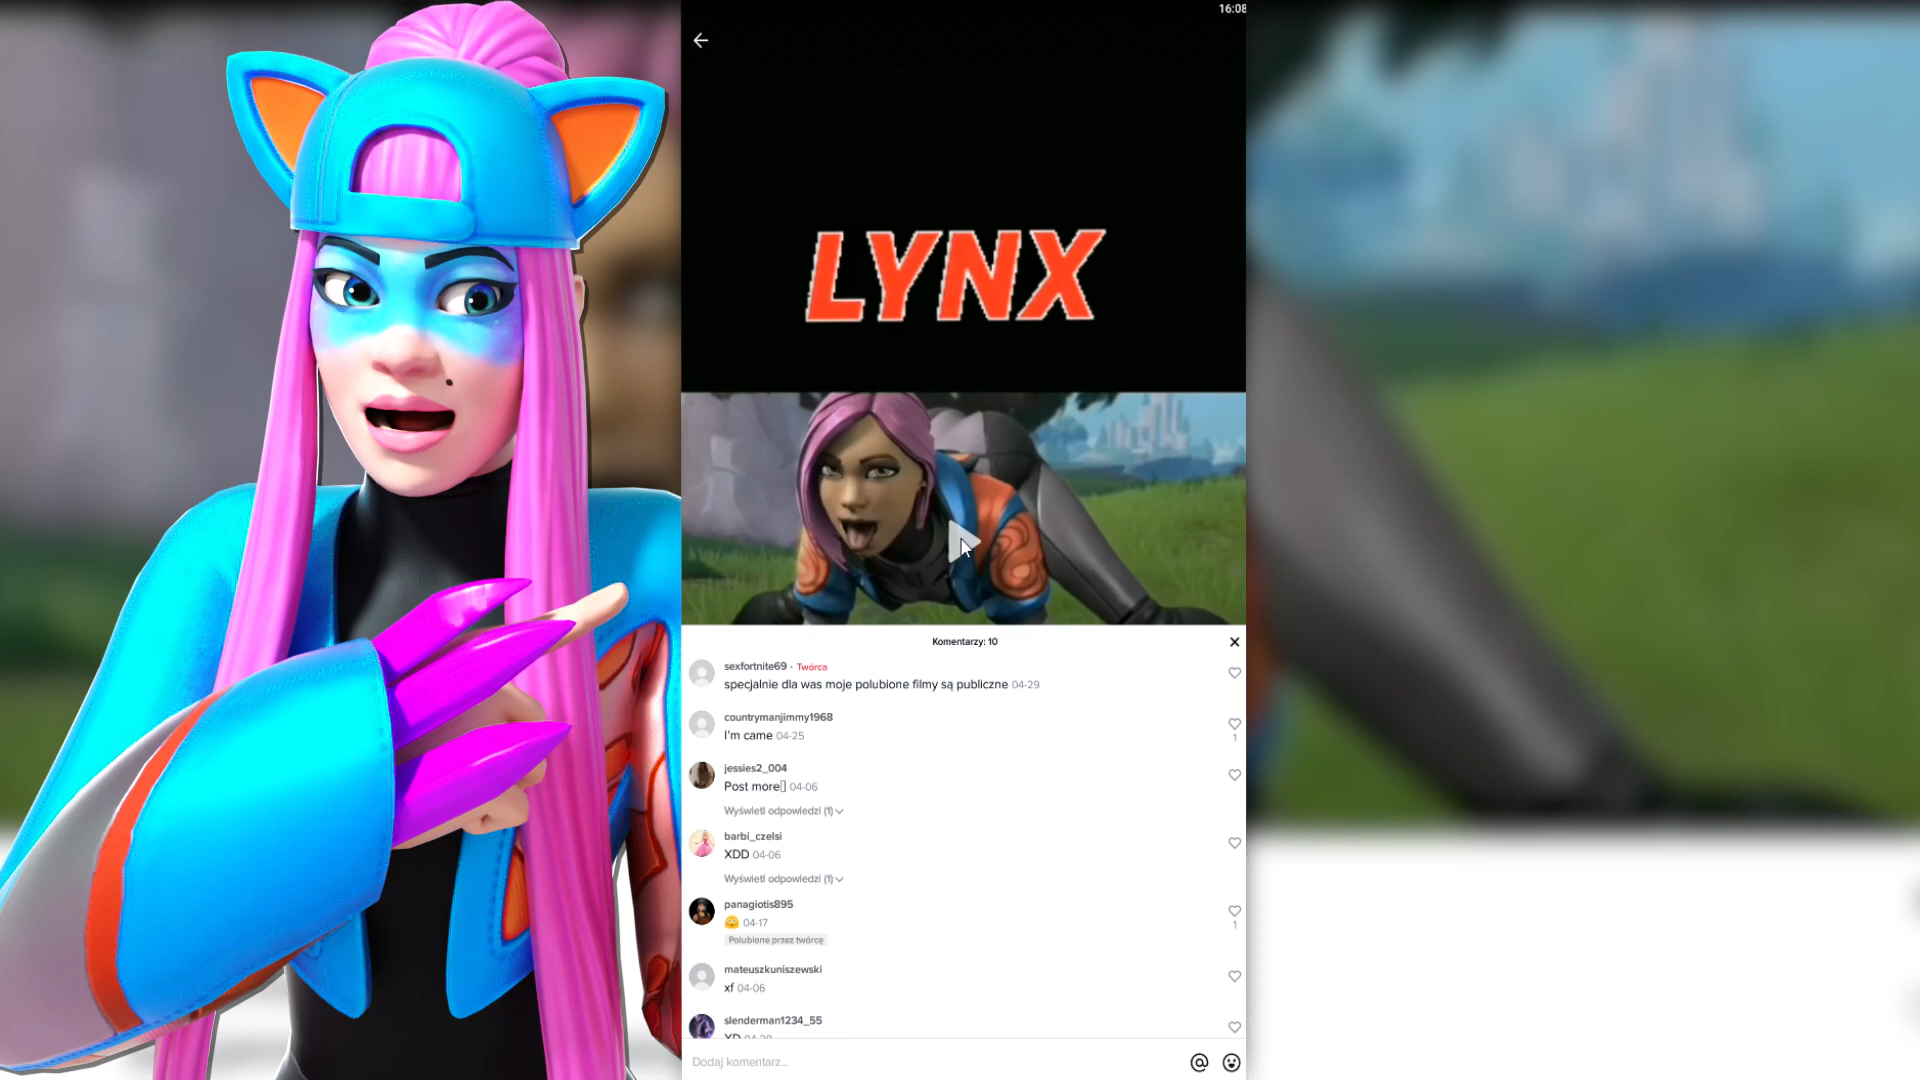 16:08
LYNX
Komentarzy: 10
sexfortnite69 · Twórca
specjalnie dla was moje polubione filmy są publiczne 04-29
countrymanjimmy1968
I'm came 04-25
1
jessies2_004
Post more 04-06
Wyświetl odpowiedzi (1)
barbi_czelsi
XDD 04-06
Wyświetl odpowiedzi (1)
panagiotis895
04-17
1
Polubione przez twórcę
mateuszkuniszewski
xf 04-06
slenderman1234_55
XD
Dodaj komentarz...